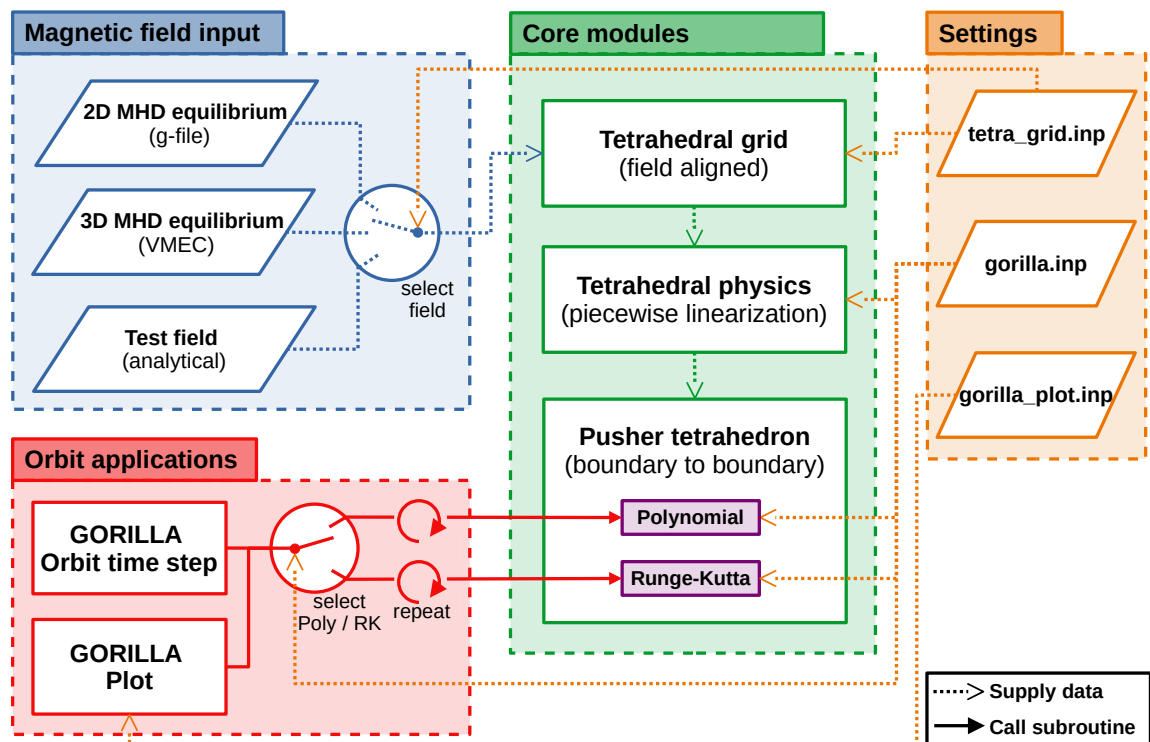 Magnetic field input
2D MHD equilibrium
(g-file)
3D MHD equilibrium
(VMEC)
Test field
(analytical)
select
field
Core modules
Tetrahedral grid
(field aligned)
Tetrahedral physics
(piecewise linearization)
Pusher tetrahedron
(boundary to boundary)
Polynomial
Runge-Kutta
Settings
tetra_grid.inp
gorilla.inp
gorilla_plot.inp
Orbit applications
GORILLA
Orbit time step
GORILLA
Plot
select
Poly / RK
repeat
Supply data
Call subroutine